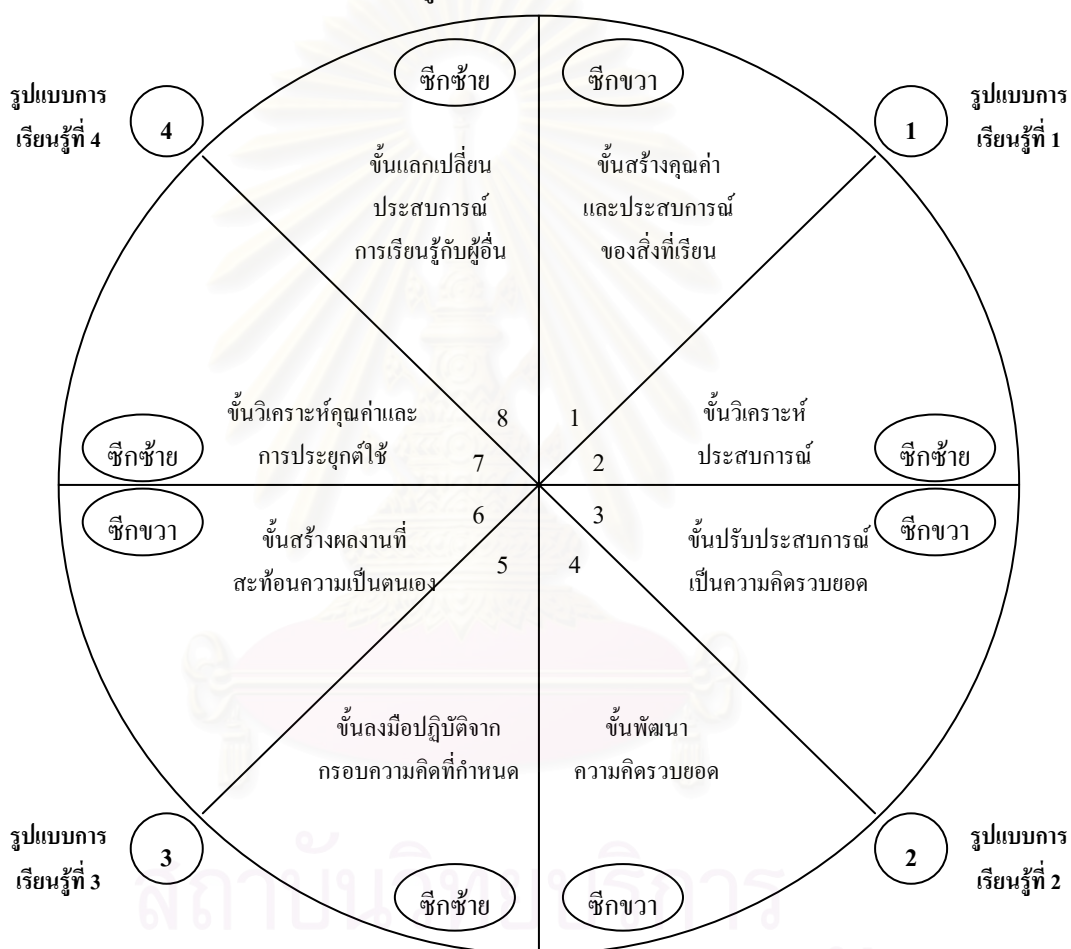 ซีกซ้าย
ซีกขวา
รูปแบบการ
เรียนรู้ที่ 4
4
1
รูปแบบการ
เรียนรู้ที่ 1
ขั้นแลกเปลี่ยน
ประสบการณ์
การเรียนรู้กับผู้อื่น
ขั้นสร้างคุณค่า
และประสบการณ์
ของสิ่งที่เรียน
ซีกซ้าย
ขั้นวิเคราะห์คุณค่าและ
การประยุกต์ใช้
8
7
1
2
ขั้นวิเคราะห์
ประสบการณ์
ซีกซ้าย
ซีกขวา
ขั้นสร้างผลงานที่
สะท้อนความเป็นตนเอง
6
5
3
4
ขั้นปรับประสบการณ์
เป็นความคิดรวบยอด
ซีกขวา
ขั้นลงมือปฏิบัติจาก
กรอบความคิดที่กำหนด
ขั้นพัฒนา
ความคิดรวบยอด
รูปแบบการ
เรียนรู้ที่ 3
3
2
รูปแบบการ
เรียนรู้ที่ 2
ซีกซ้าย
ซีกขวา
สถาบันวิทยบริการ